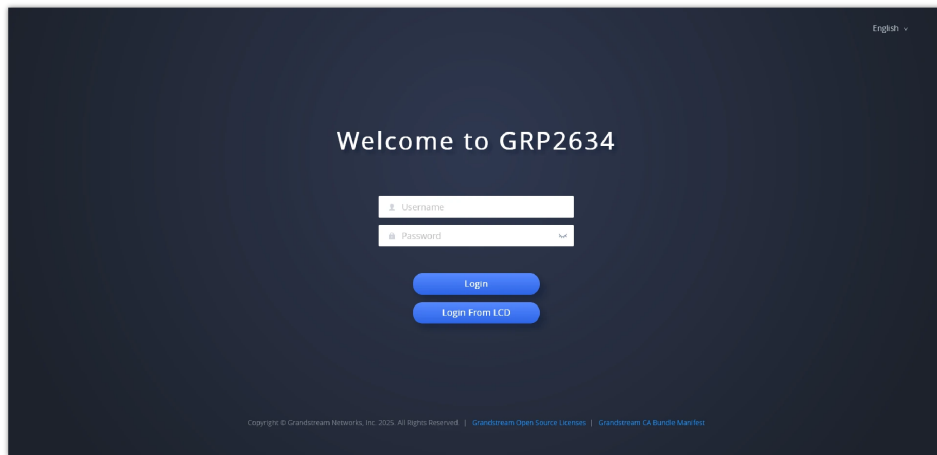 English
Welcome to GRP2634
Username
Password
Login
Login From LCD
Copyright © Grandstream Networks, Inc. 2025. All Rights Reserved. | Grandstream Open Source Licenses | Grandstream CA Bundle Manifest